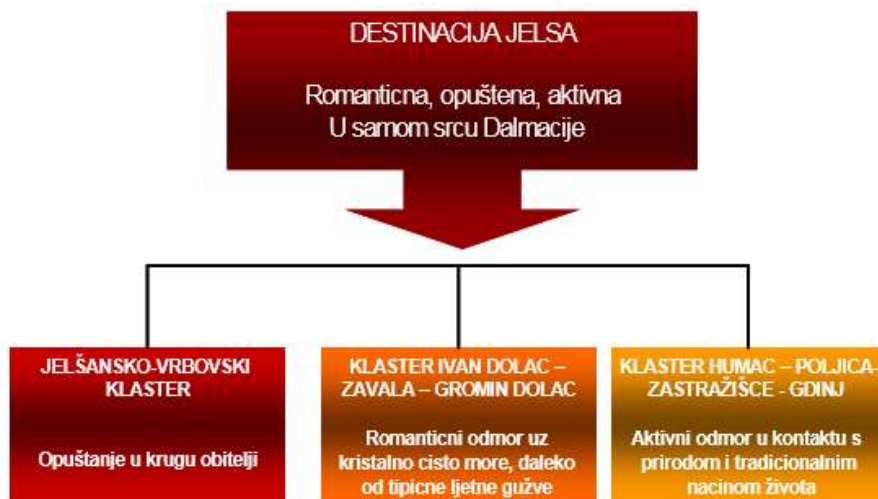 DESTINACIJA JELSA
Romanticna, opuštena, aktivna
U samom srcu Dalmacije
JELŠANSKO-VRBOVSKI
KLASTER
Opuštanje u krugu obitelji
KLASTER IVAN DOLAC –
ZAVALA – GROMIN DOLAC
Romanticni odmor uz
kristalno cisto more, daleko
od tipicne ljetne gužve
KLASTER HUMAC – POLJICA-
ZASTRAŽIŠCE - GDINJ
Aktivni odmor u kontaktu s
prirodom i tradicionalnim
nacinom života